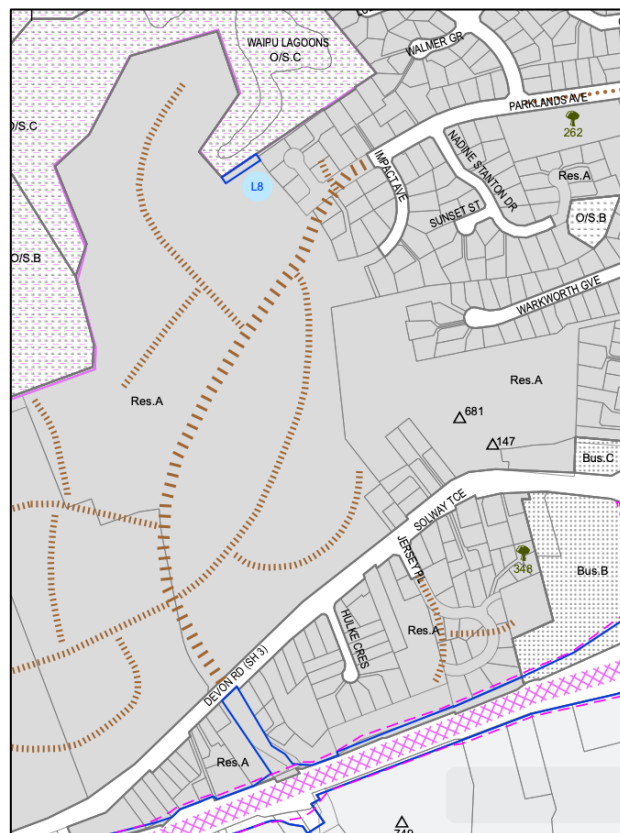 WALMER GR
WAIPU LAGOONS
O/S.C
PARKLANDS AVE
O/S.C
262
IMPACT AVE
NADINE STANTON DR
Res.A
L8
SUNSET ST
O/S.B
O/S.B
WARKWORTH GVE
Res.A
Res.A
681
147
Bus.C
SOLWAY TCE
JERSEY PL
348
Bus.B
HULKE CRES
Res.A
DEVON RD (SH 3)
Res.A